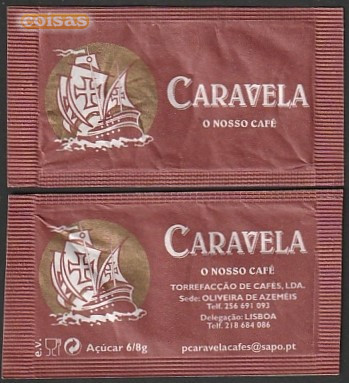 coisas
CARAVELA
O NOSSO CAFÉ
CARAVELA
O NOSSO CAFÉ
TORREFACÇÃO DE CAFES, LDA.
Sede: OLIVEIRA DE AZEMÉIS
Telf. 256 691 093
Delegação: LISBOA
Telf. 218 684 086
e.v. Açúcar 6/8g pcaravelacafes@sapo.pt